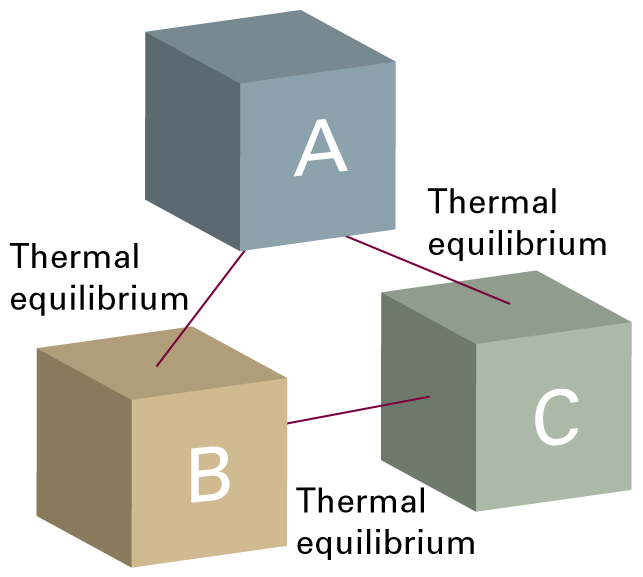 A
Thermal
equilibrium
Thermal
equilibrium
B
C
Thermal
equilibrium